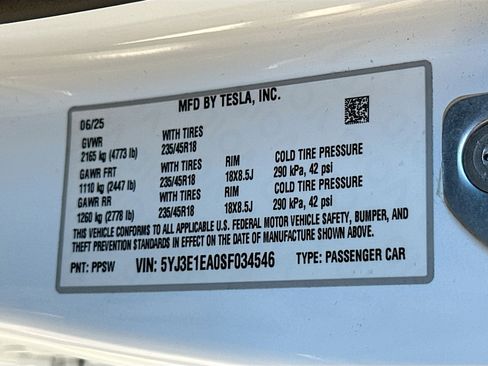 MFD BY TESLA, INC.
06/25
GVWR WITH TIRES
2165 kg (4773 lb) 235/45R18
GAWR FRT WITH TIRES RIM COLD TIRE PRESSURE
1110 kg (2447 lb) 235/45R18 18X8.5J 290 kPa, 42 psi
GAWR RR WITH TIRES RIM COLD TIRE PRESSURE
1260 kg (2778 lb) 235/45R18 18X8.5J 290 kPa, 42 psi
THIS VEHICLE CONFORMS TO ALL APPLICABLE U.S. FEDERAL MOTOR VEHICLE SAFETY, BUMPER, AND
THEFT PREVENTION STANDARDS IN EFFECT ON THE DATE OF MANUFACTURE SHOWN ABOVE.
PNT: PPSW VIN: 5YJ3E1EA0SF034546 TYPE: PASSENGER CAR